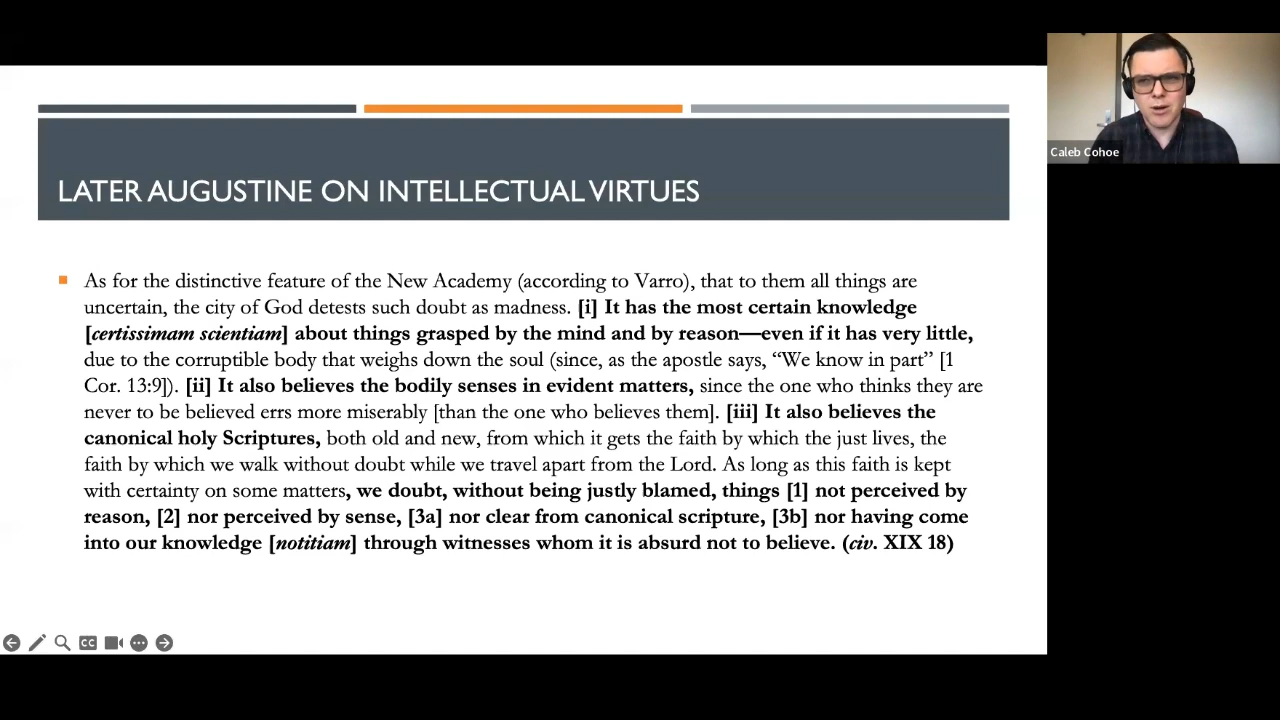 LATER AUGUSTINE ON INTELLECTUAL VIRTUES
As for the distinctive feature of the New Academy (according to Varro), that to them all things are
uncertain, the city of God detests such doubt as madness. [i] It has the most certain knowledge
[certissimam scientiam] about things grasped by the mind and by reason—even if it has very little,
due to the corruptible body that weighs down the soul (since, as the apostle says, “We know in part” [1
Cor. 13:9]). [ii] It also believes the bodily senses in evident matters, since the one who thinks they are
never to be believed errs more miserably [than the one who believes them]. [iii] It also believes the
canonical holy Scriptures, both old and new, from which it gets the faith by which the just lives, the
faith by which we walk without doubt while we travel apart from the Lord. As long as this faith is kept
with certainty on some matters, we doubt, without being justly blamed, things [1] not perceived by
reason, [2] nor perceived by sense, [3a] nor clear from canonical scripture, [3b] nor having come
into our knowledge [notitiam] through witnesses whom it is absurd not to believe. (civ. XIX 18)
Caleb Cohoe
CC